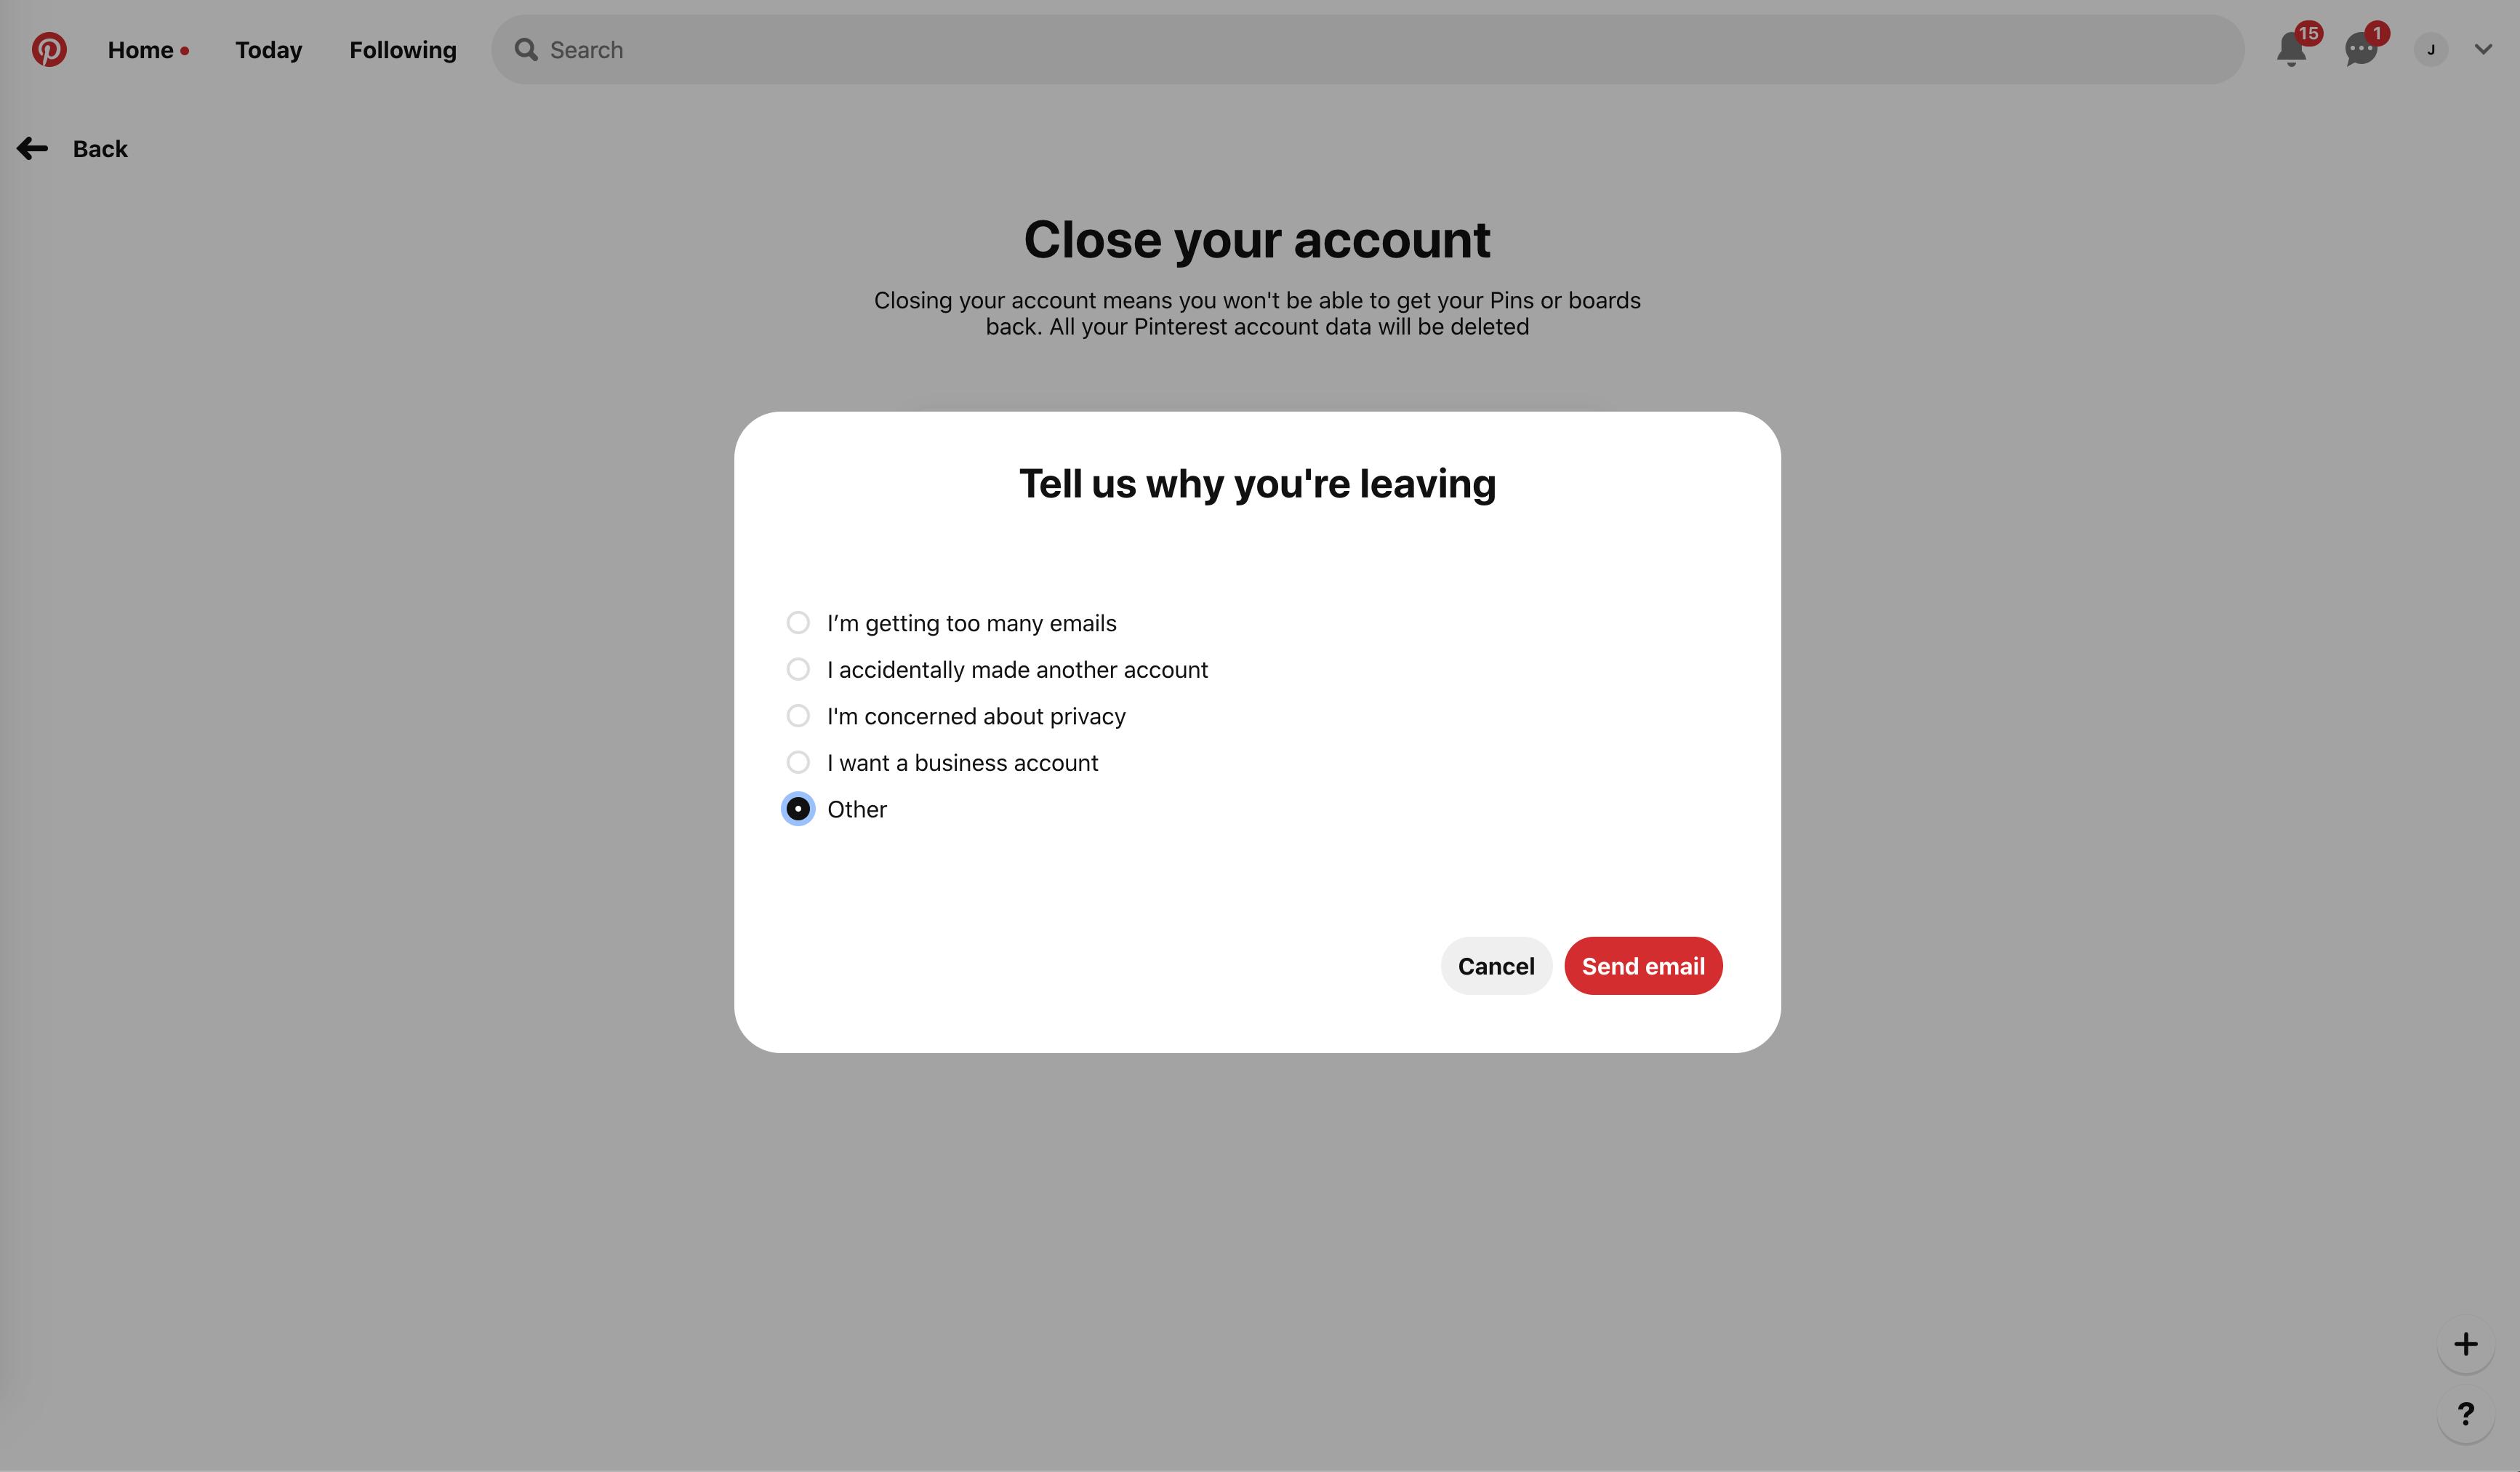 Home
Today
Following
Search
15
1
J
Back
Close your account
Closing your account means you won't be able to get your Pins or boards
back. All your Pinterest account data will be deleted
Tell us why you're leaving
I’m getting too many emails
I accidentally made another account
I'm concerned about privacy
I want a business account
Other
Cancel
Send email
+
?